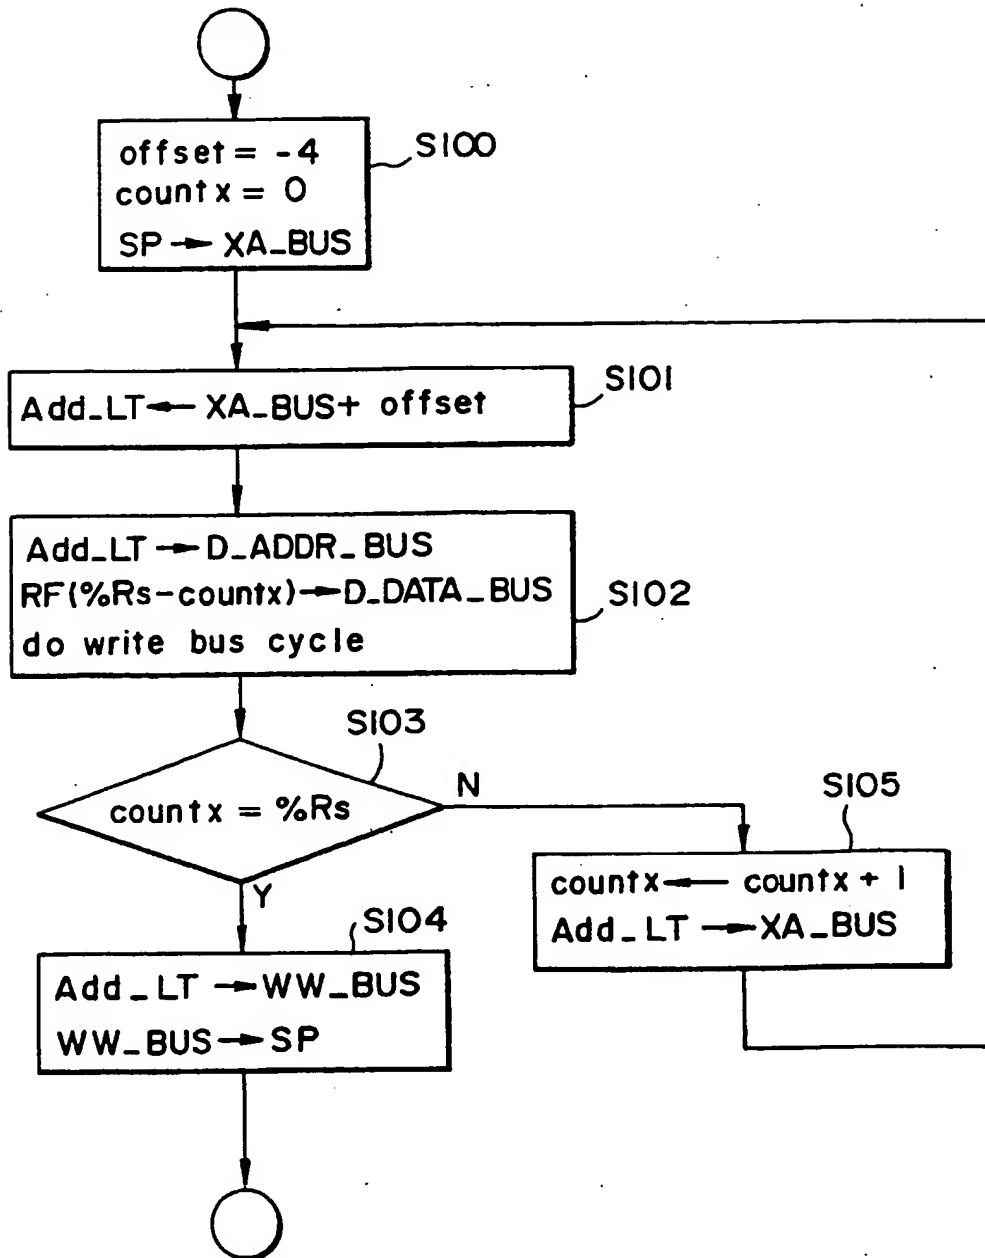 offset = -4
countx = 0
SP → XA_BUS
S100
Add_LT ← XA_BUS + offset
S101
Add_LT → D_ADDR_BUS
RF(%Rs-countx) → D_DATA_BUS
do write bus cycle
S102
S103
countx = %Rs
N
Y
S105
countx ← countx + 1
Add_LT → XA_BUS
S104
Add_LT → WW_BUS
WW_BUS → SP